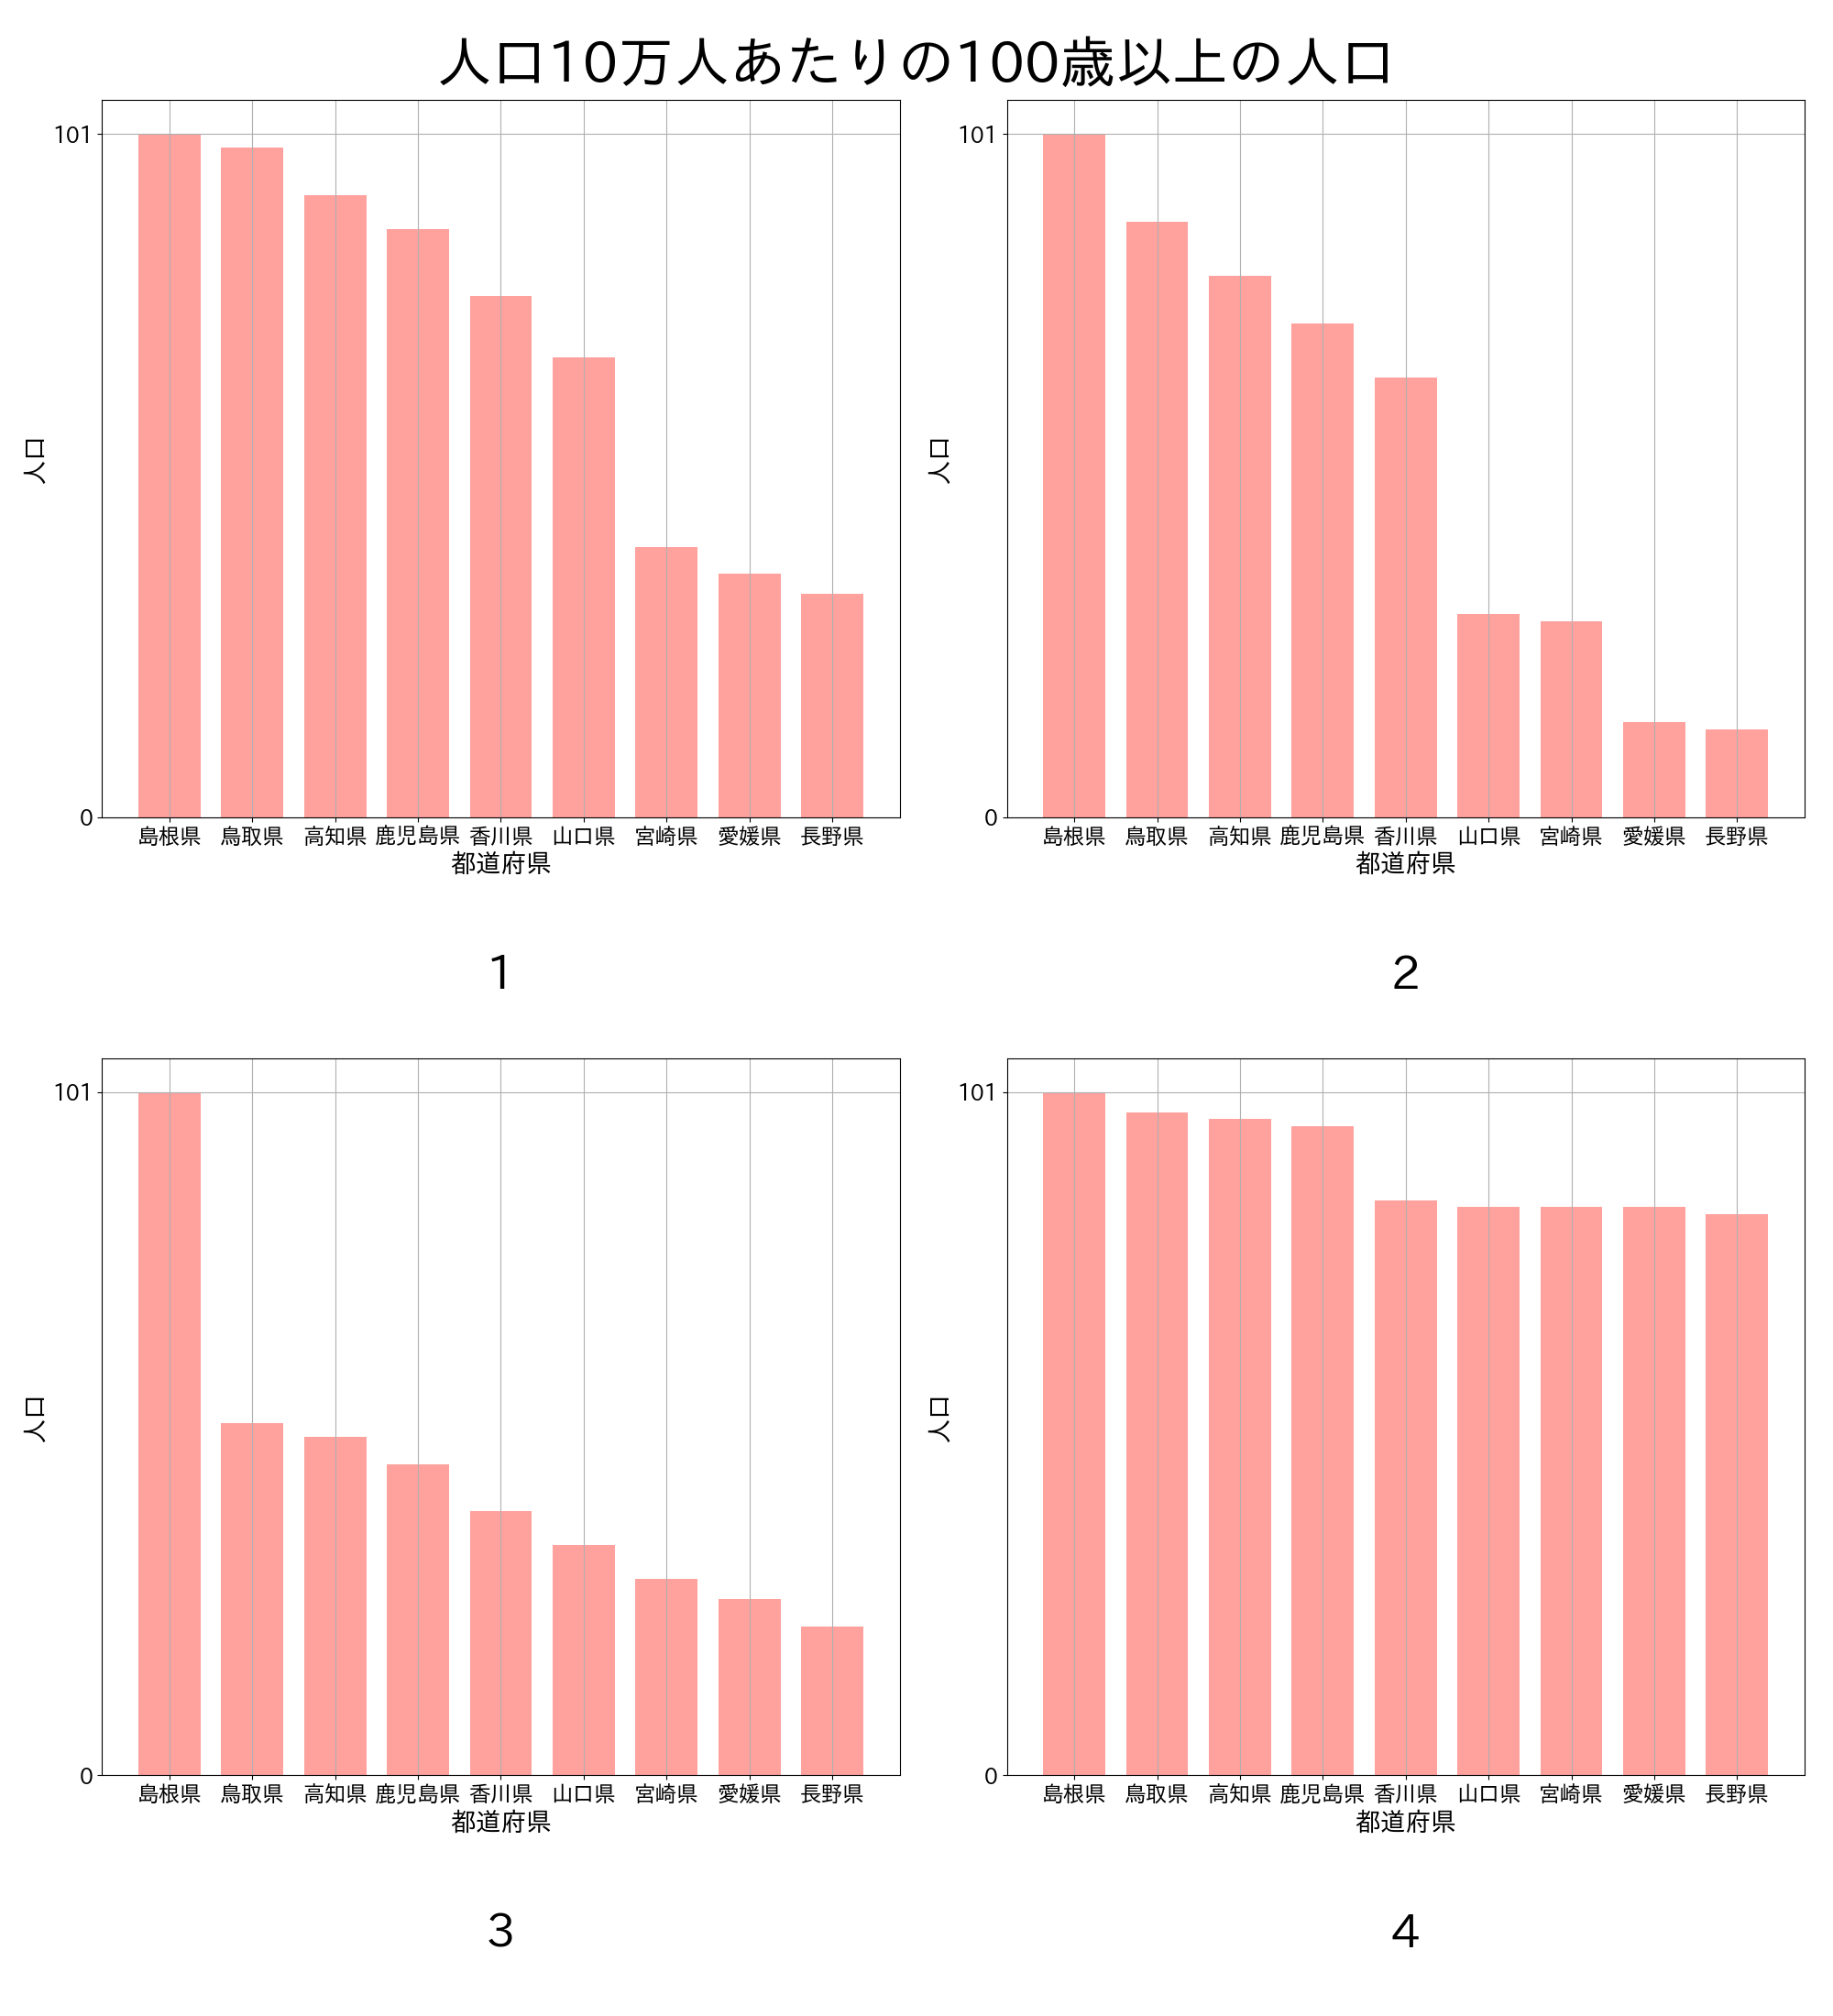 人口10万人あたりの100歳以上の人口
101
0
人口
島根県 鳥取県 高知県 鹿児島県 香川県 山口県 宮崎県 愛媛県 長野県
都道府県
1
101
0
人口
島根県 鳥取県 高知県 鹿児島県 香川県 山口県 宮崎県 愛媛県 長野県
都道府県
2
101
0
人口
島根県 鳥取県 高知県 鹿児島県 香川県 山口県 宮崎県 愛媛県 長野県
都道府県
3
101
0
人口
島根県 鳥取県 高知県 鹿児島県 香川県 山口県 宮崎県 愛媛県 長野県
都道府県
4